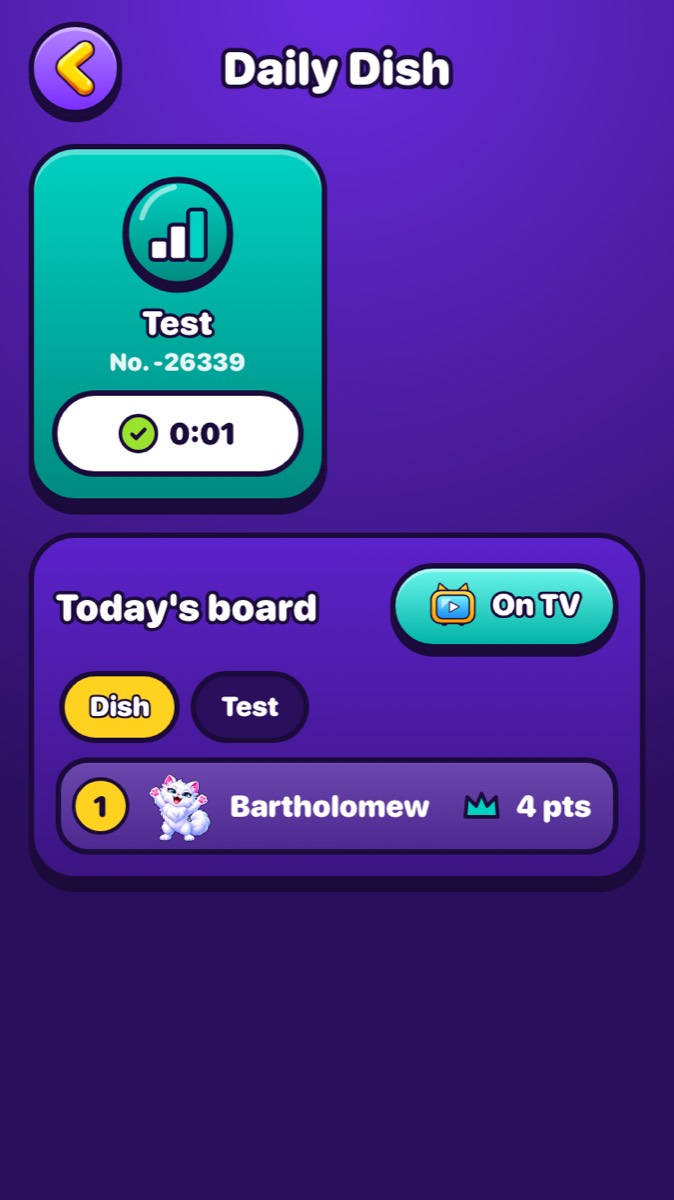 Daily Dish
Test
No. -26339
0:01
Today's board
On TV
Dish
Test
1
Bartholomew
4 pts